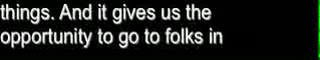 things. And it gives us the
opportunity to go to folks in